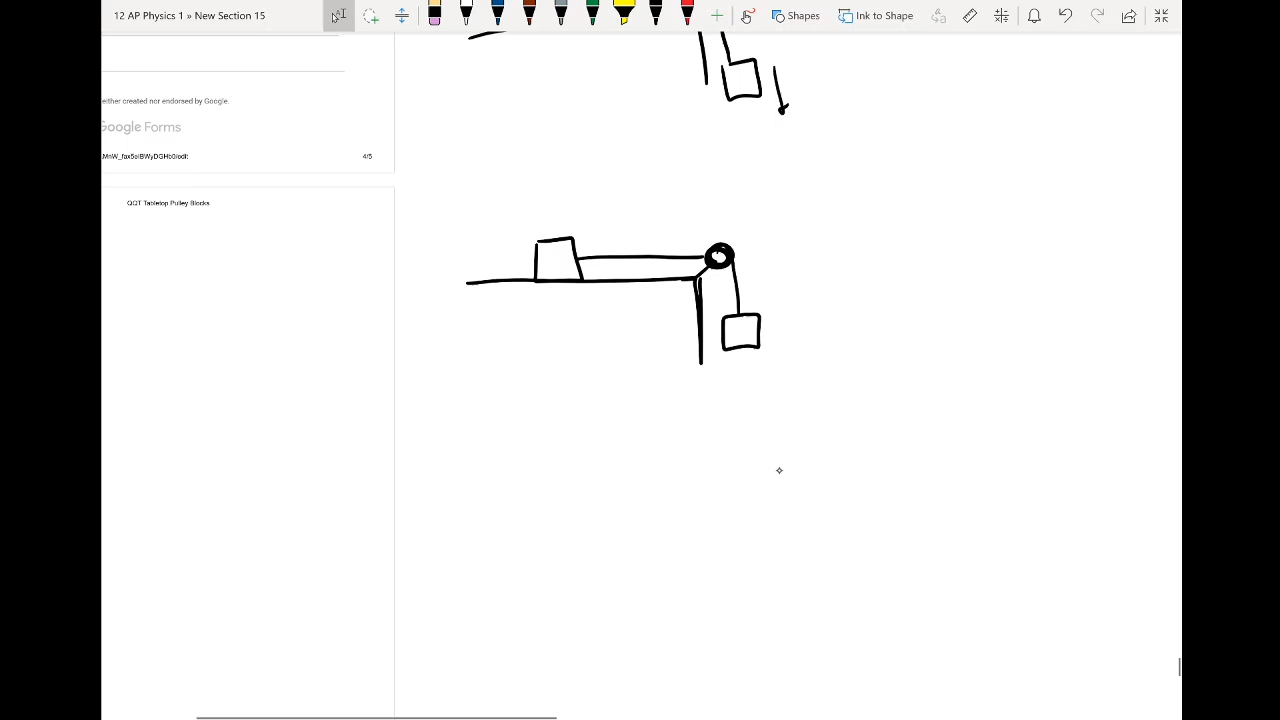 12 AP Physics 1 » New Section 15
Shapes
Ink to Shape
either created nor endorsed by Google.
Google Forms
4/5
QQT Tabletop Pulley Blocks